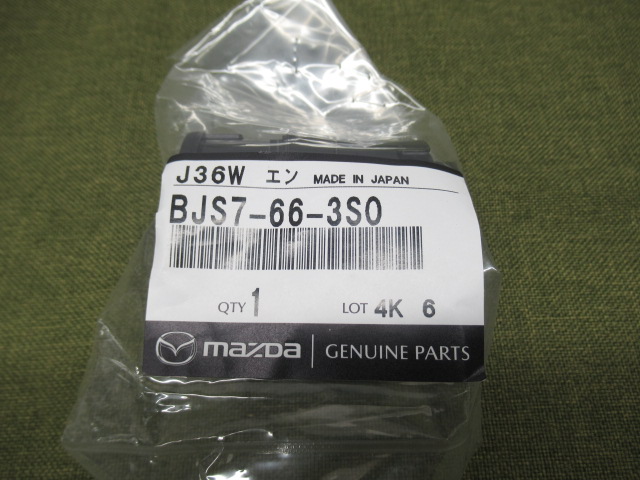 J36W エン MADE IN JAPAN
BJS7-66-3S0
QTY 1 LOT 4K 6
mazda GENUINE PARTS